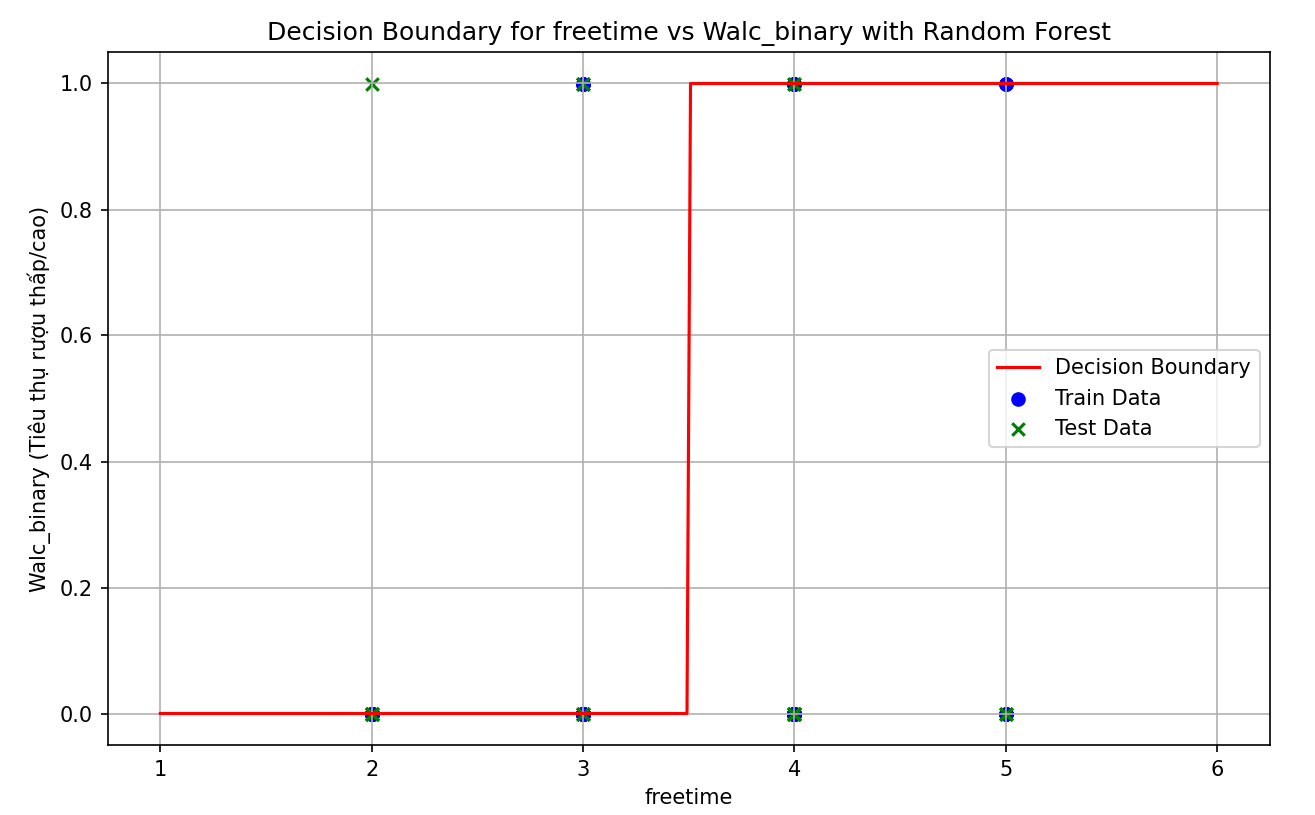 Decision Boundary for freetime vs Walc_binary with Random Forest
Walc_binary (Tiêu thụ rượu thấp/cao)
1.0
0.8
0.6
0.4
0.2
0.0
Decision Boundary
Train Data
Test Data
1 2 3 4 5 6
freetime